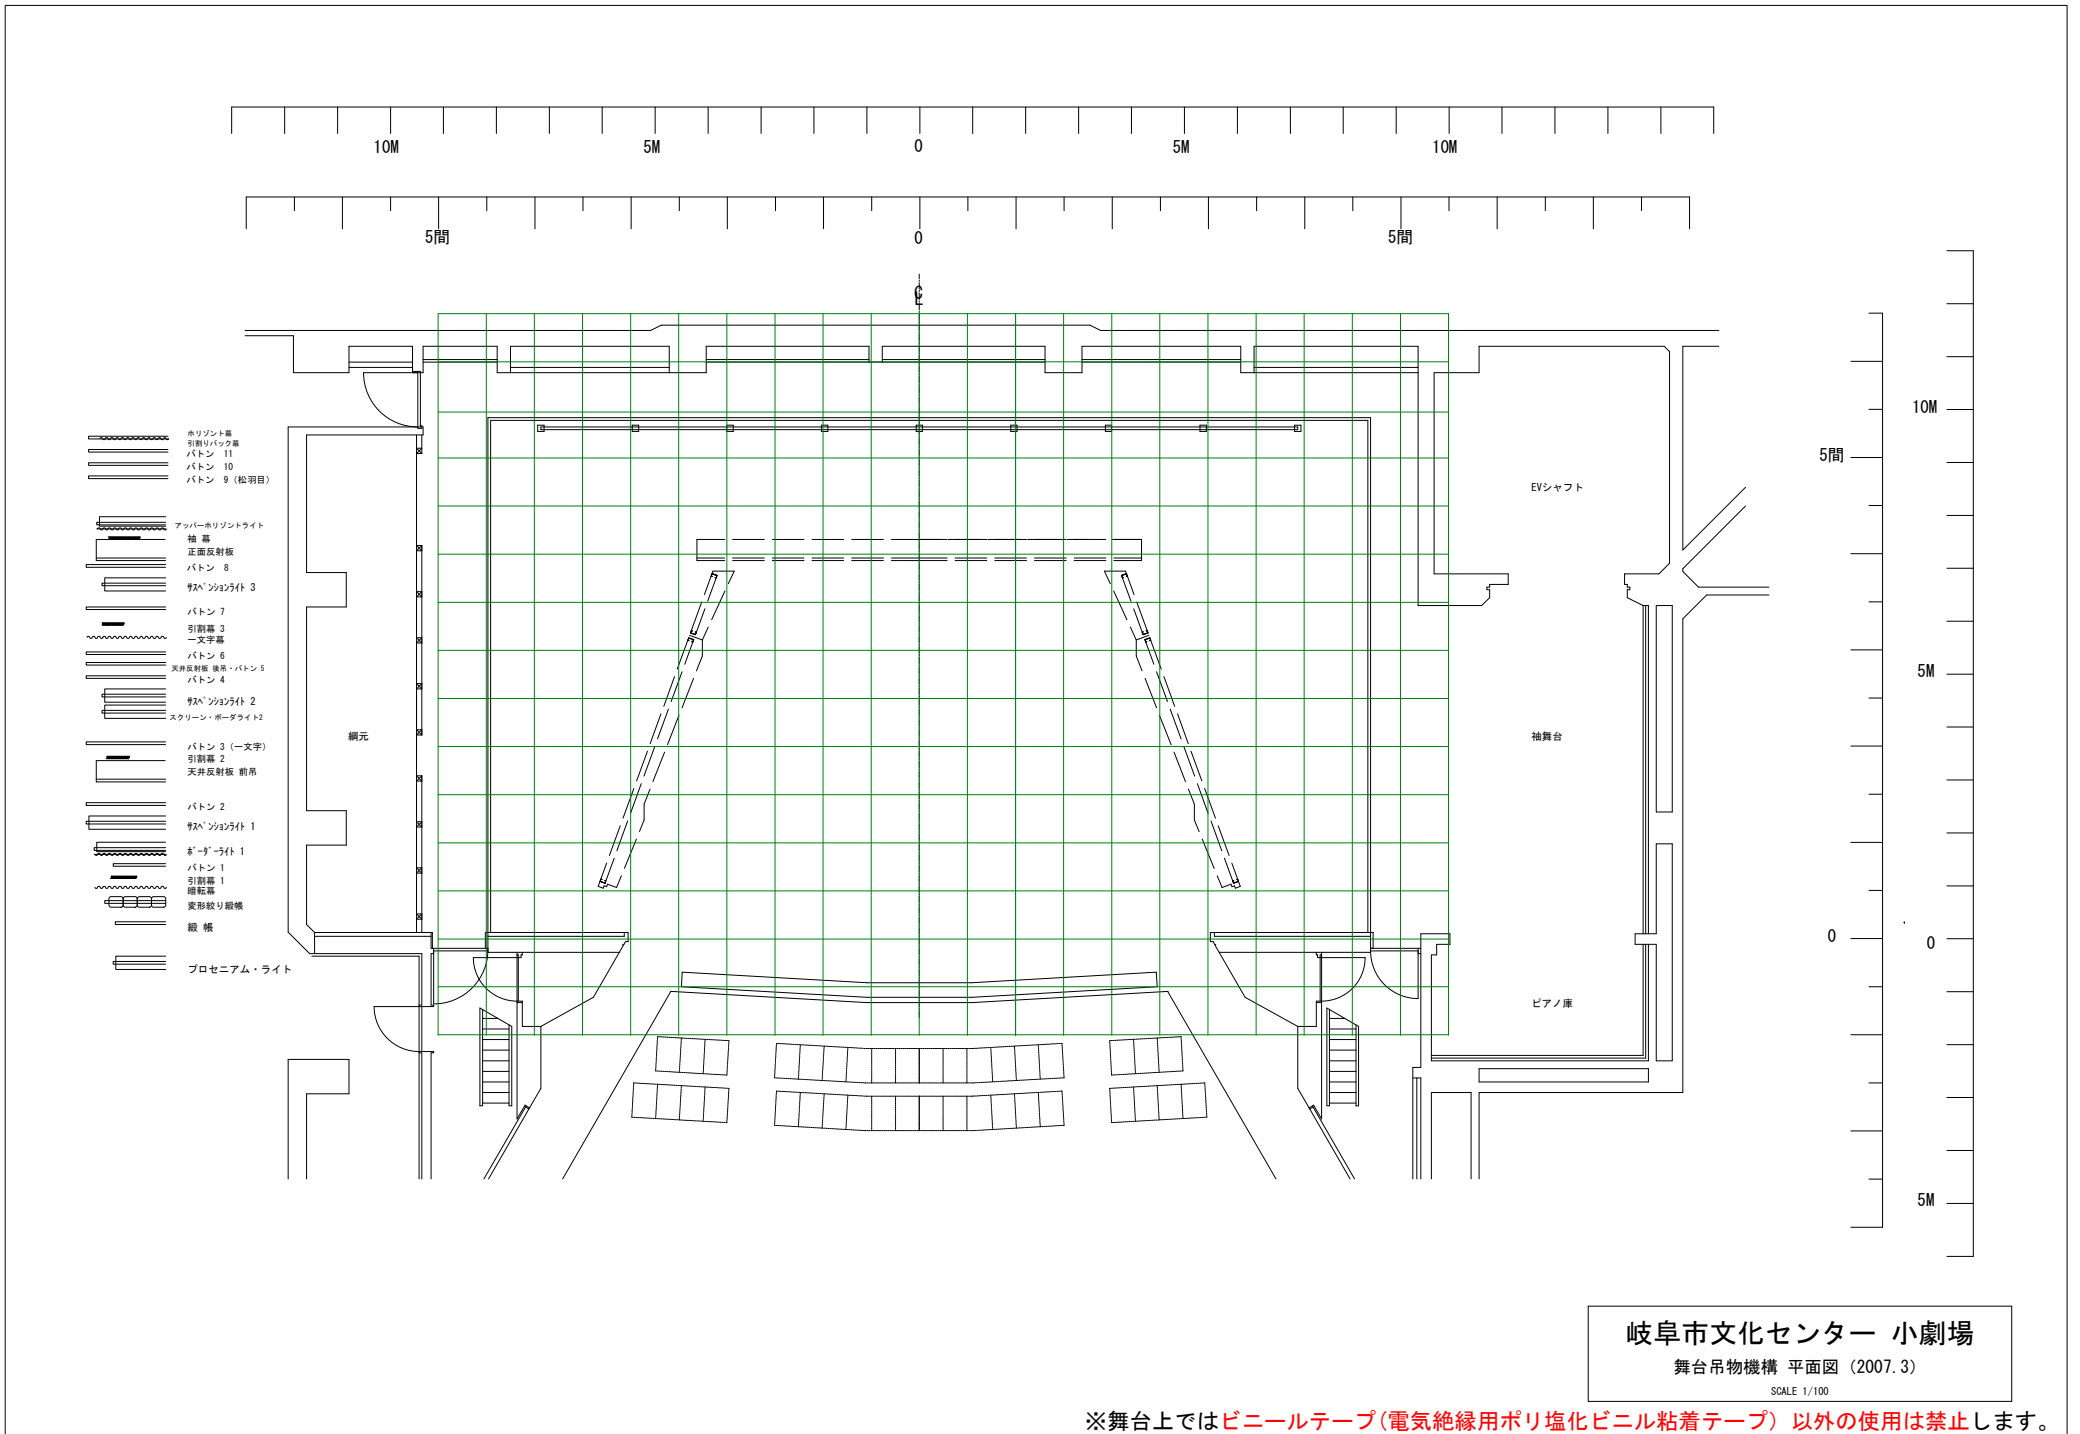 10M 5M 0 5M 10M
5間 0 5間
℄
ホリゾント幕
引割りバック幕
バトン 11
バトン 10
バトン 9 (松羽目)
アッパーホリゾントライト
袖 幕
正面反射板
バトン 8
ｻｽﾍﾟﾝｼｮﾝﾗｲﾄ 3
バトン 7
引割幕 3
一文字幕
バトン 6
天井反射板 後吊・バトン 5
バトン 4
ｻｽﾍﾟﾝｼｮﾝﾗｲﾄ 2
スクリーン・ボーダライト2
バトン 3 (一文字)
引割幕 2
天井反射板 前吊
バトン 2
ｻｽﾍﾟﾝｼｮﾝﾗｲﾄ 1
ﾎﾞｰﾀﾞｰﾗｲﾄ 1
バトン 1
引割幕 1
暗転幕
変形絞り緞帳
緞 帳
プロセニアム・ライト
綱元
EVシャフト
袖舞台
ピアノ庫
5間
0
10M
5M
0
5M
岐阜市文化センター 小劇場
舞台吊物機構 平面図 (2007.3)
SCALE 1/100
※舞台上ではビニールテープ(電気絶縁用ポリ塩化ビニル粘着テープ) 以外の使用は禁止します。